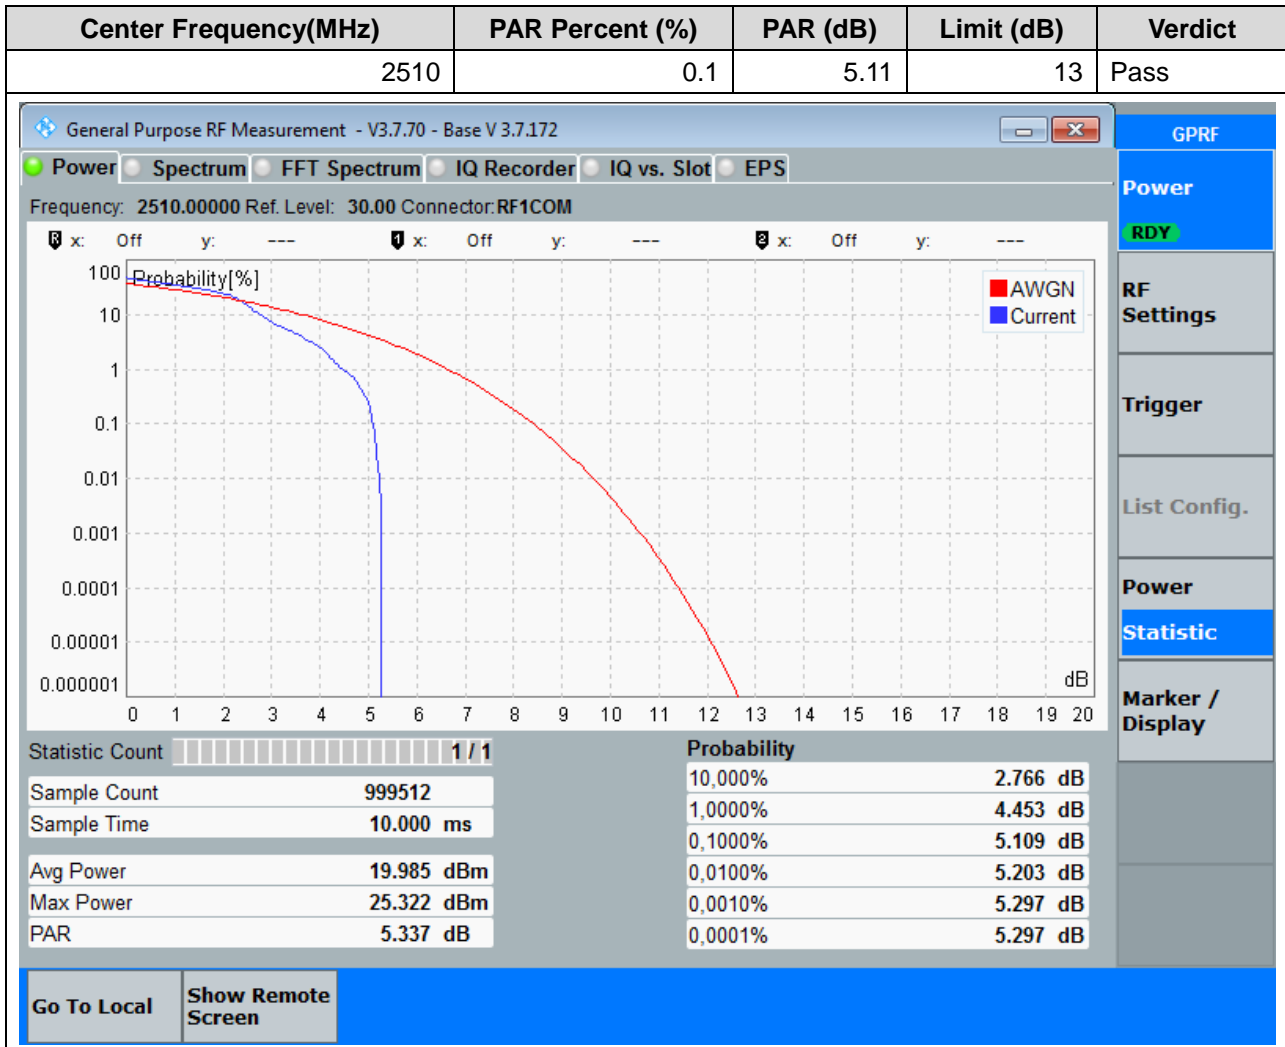 Center Frequency(MHz) PAR Percent (%) PAR (dB) Limit (dB) Verdict
2510 0.1 5.11 13 Pass
General Purpose RF Measurement - V3.7.70 - Base V 3.7.172
GPRF
Power Spectrum FFT Spectrum IQ Recorder IQ vs. Slot EPS
Power
RDY
Frequency: 2510.00000 Ref. Level: 30.00 Connector: RF1COM
R x: Off y: --- 1 x: Off y: --- 2 x: Off y: ---
Probability[%]
AWGN
Current
100
10
1
0.1
0.01
0.001
0.0001
0.00001
0.000001
dB
0 1 2 3 4 5 6 7 8 9 10 11 12 13 14 15 16 17 18 19 20
RF
Settings
Trigger
List Config.
Power
Statistic
Marker /
Display
Statistic Count 1 / 1
Sample Count 999512
Sample Time 10.000 ms
Avg Power 19.985 dBm
Max Power 25.322 dBm
PAR 5.337 dB
Probability
10,000% 2.766 dB
1,0000% 4.453 dB
0,1000% 5.109 dB
0,0100% 5.203 dB
0,0010% 5.297 dB
0,0001% 5.297 dB
Go To Local
Show Remote
Screen